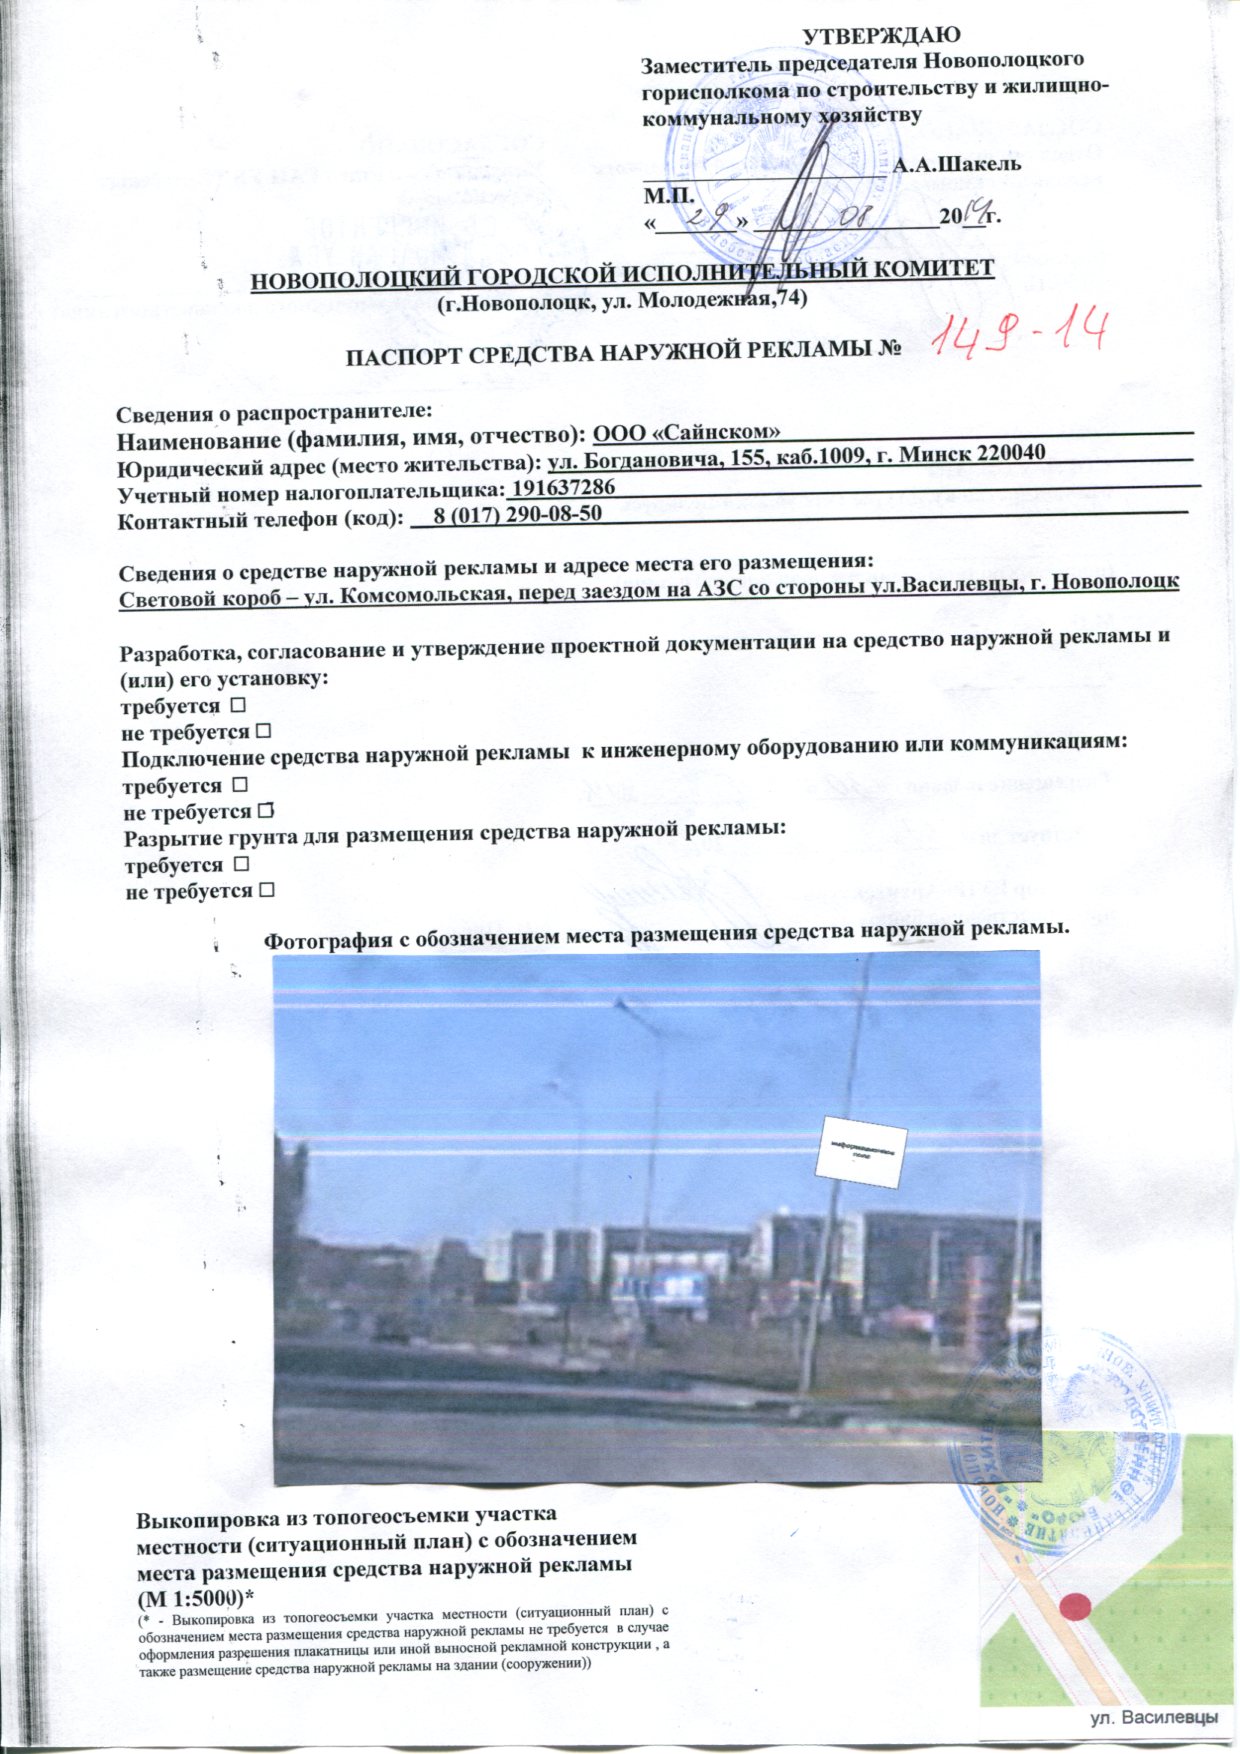 УТВЕРЖДАЮ
Заместитель председателя Новополоцкого
горисполкома по строительству и жилищно-
коммунальному хозяйству
А.А.Шакель
М.П.
«29» 08 2014г.
НОВОПОЛОЦКИЙ ГОРОДСКОЙ ИСПОЛНИТЕЛЬНЫЙ КОМИТЕТ
(г.Новополоцк, ул. Молодежная,74)
ПАСПОРТ СРЕДСТВА НАРУЖНОЙ РЕКЛАМЫ № 149-14
Сведения о распространителе:
Наименование (фамилия, имя, отчество): ООО «Сайнском»
Юридический адрес (место жительства): ул. Богдановича, 155, каб.1009, г. Минск 220040
Учетный номер налогоплательщика: 191637286
Контактный телефон (код): 8 (017) 290-08-50
Сведения о средстве наружной рекламы и адресе места его размещения:
Световой короб – ул. Комсомольская, перед заездом на АЗС со стороны ул.Василевцы, г. Новополоцк
Разработка, согласование и утверждение проектной документации на средство наружной рекламы и
(или) его установку:
требуется ☐
не требуется ☐
Подключение средства наружной рекламы к инженерному оборудованию или коммуникациям:
требуется ☐
не требуется ☐
Разрытие грунта для размещения средства наружной рекламы:
требуется ☐
не требуется ☐
Фотография с обозначением места размещения средства наружной рекламы.
информационное
поле
Выкопировка из топогеосъемки участка
местности (ситуационный план) с обозначением
места размещения средства наружной рекламы
(М 1:5000)*
(* - Выкопировка из топогеосъемки участка местности (ситуационный план) с
обозначением места размещения средства наружной рекламы не требуется в случае
оформления разрешения плакатницы или иной выносной рекламной конструкции , а
также размещение средства наружной рекламы на здании (сооружении))
ул. Василевцы